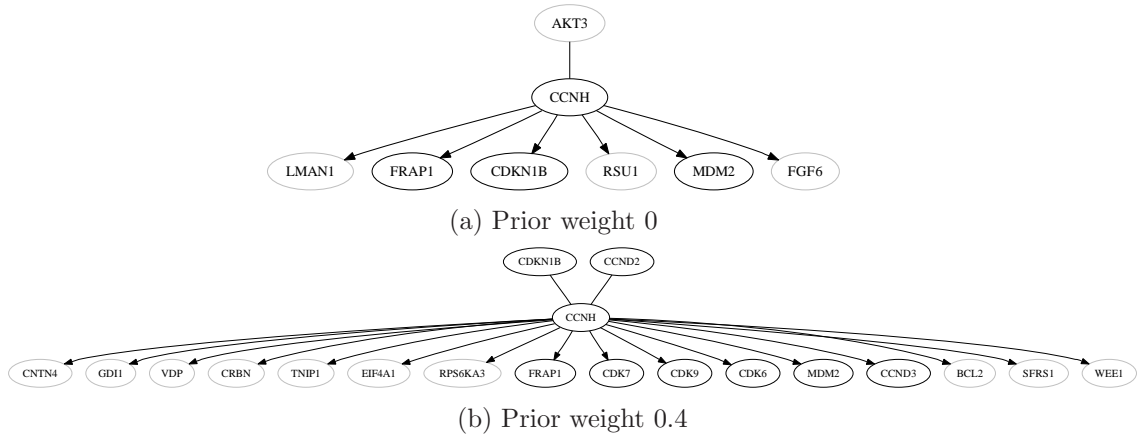 AKT3
CCNH
LMAN1 FRAP1 CDKN1B RSU1 MDM2 FGF6
(a) Prior weight 0
CDKN1B CCND2
CCNH
CNTN4 GDI1 VDP CRBN TNIP1 EIF4A1 RPS6KA3 FRAP1 CDK7 CDK9 CDK6 MDM2 CCND3 BCL2 SFRS1 WEE1
(b) Prior weight 0.4